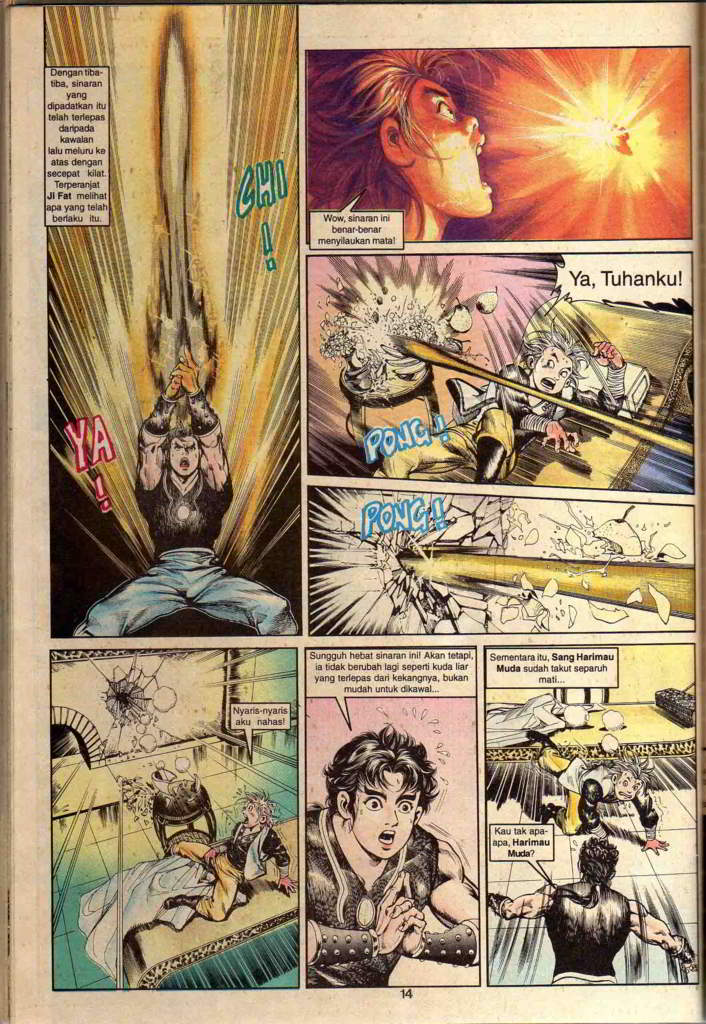 Dengan tiba-
tiba, sinaran
yang
dipadatkan itu
telah terlepas
daripada
kawalan
lalu meluru ke
atas dengan
secepat kilat.
Terperanjat
Ji Fat melihat
apa yang telah
berlaku itu.
CHI
!
YA
!
Wow, sinaran ini
benar-benar
menyilaukan mata!
Ya, Tuhanku!
PONG!
PONG!
Nyaris-nyaris
aku nahas!
Sungguh hebat sinaran ini! Akan tetapi,
ia tidak berubah lagi seperti kuda liar
yang terlepas dari kekangnya, bukan
mudah untuk dikawal...
Sementara itu, Sang Harimau
Muda sudah takut separuh
mati...
Kau tak apa-
apa, Harimau
Muda?
14